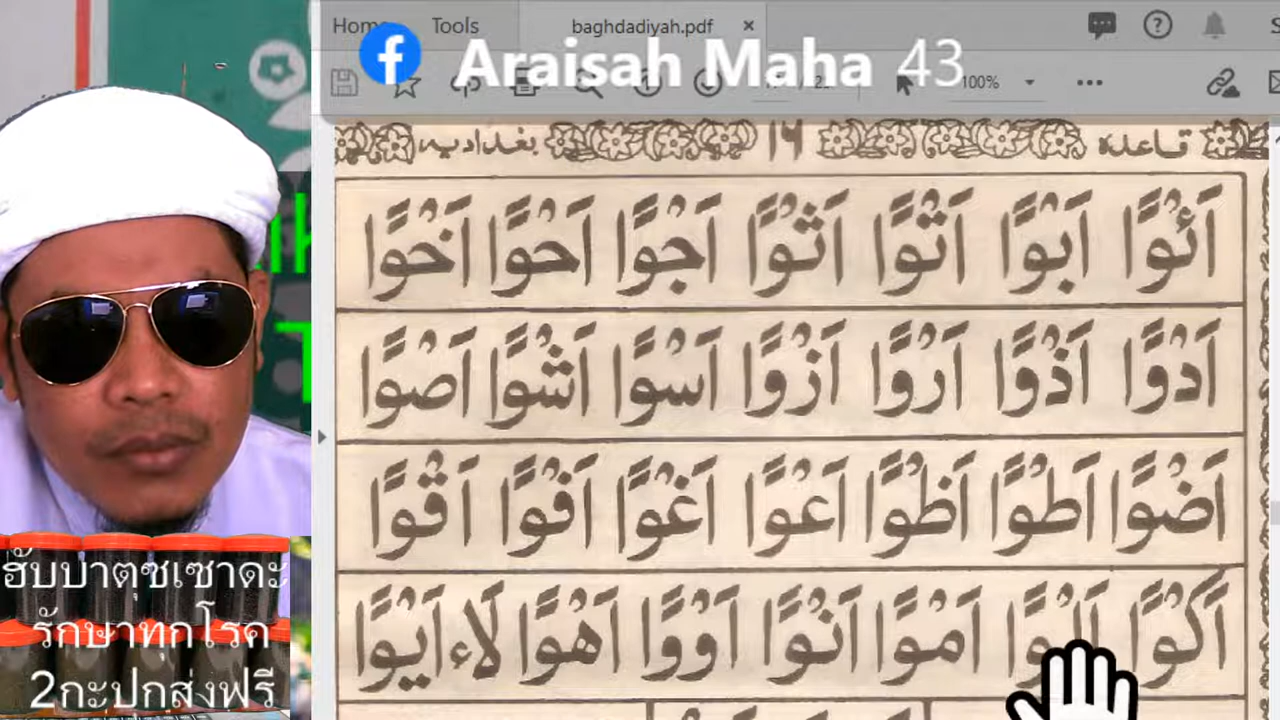 Home Tools baghdadiyah.pdf
Araisah Maha 43
100%
قاعدة ١٦ بغدادية
اَئُوًا اَبُوًا اَتُوًا اَثُوًا اَجُوًا اَحُوًا اَخُوًا
اَدُوًا اَذُوًا اَرُوًا اَزُوًا اَسُوًا اَشُوًا اَصُوًا
اَضُوًا اَطُوًا اَظُوًا اَعُوًا اَغُوًا اَفُوًا اَقُوًا
اَكُوًا اَلُوًا اَمُوًا اَنُوًا اَوُوًا اَهُوًا لَاء اَيُوًا
ฮับบาตุซเซาดะ
รักษาทุกโรค
2กะปุกส่งฟรี